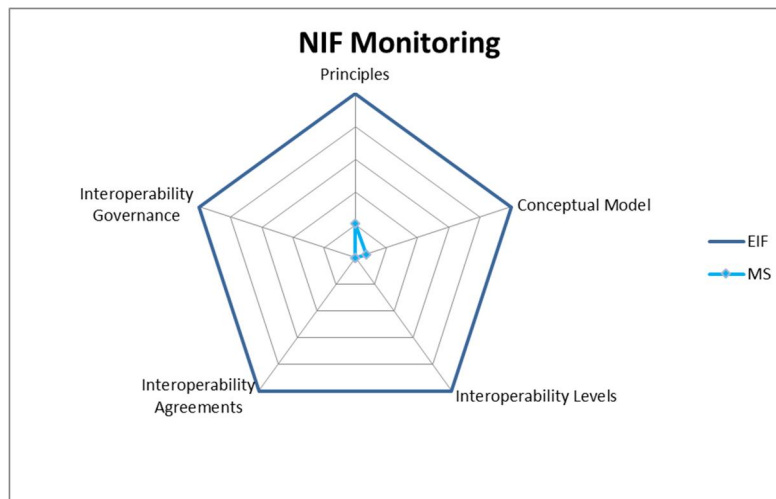 NIF Monitoring
Principles
Interoperability
Governance
Conceptual Model
EIF
MS
Interoperability
Agreements
Interoperability Levels